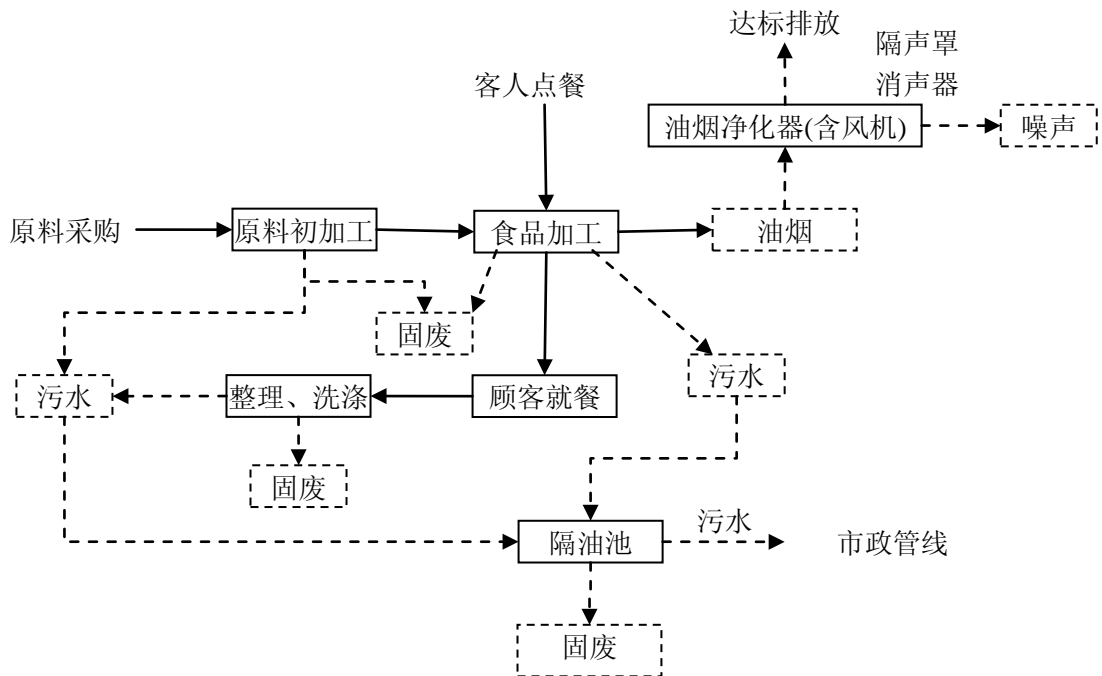 达标排放
隔声罩
消声器
客人点餐
油烟净化器(含风机)
噪声
原料采购
原料初加工
食品加工
油烟
固废
污水
污水
整理、洗涤
顾客就餐
固废
污水
隔油池
市政管线
固废